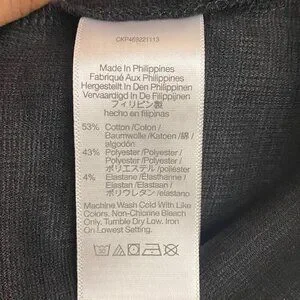 CKP469221113
Made In Philippines
Fabriqué Aux Philippines
Hergestellt In Den Philippinen
Vervaardigd In De Filippijnen
フィリピン製
hecho en filipinas
53% Cotton/Coton/
Baumwolle/Katoen/綿/
algodón
43% Polyester/Polyester/
Polyester/Polyester/
ポリエステル/poliéster
4% Elastane/Élasthanne/
Elastan/Elastaan/
ポリウレタン/elastano
Machine Wash Cold With Like
Colors. Non-Chlorine Bleach
Only. Tumble Dry Low. Iron
On Lowest Setting.